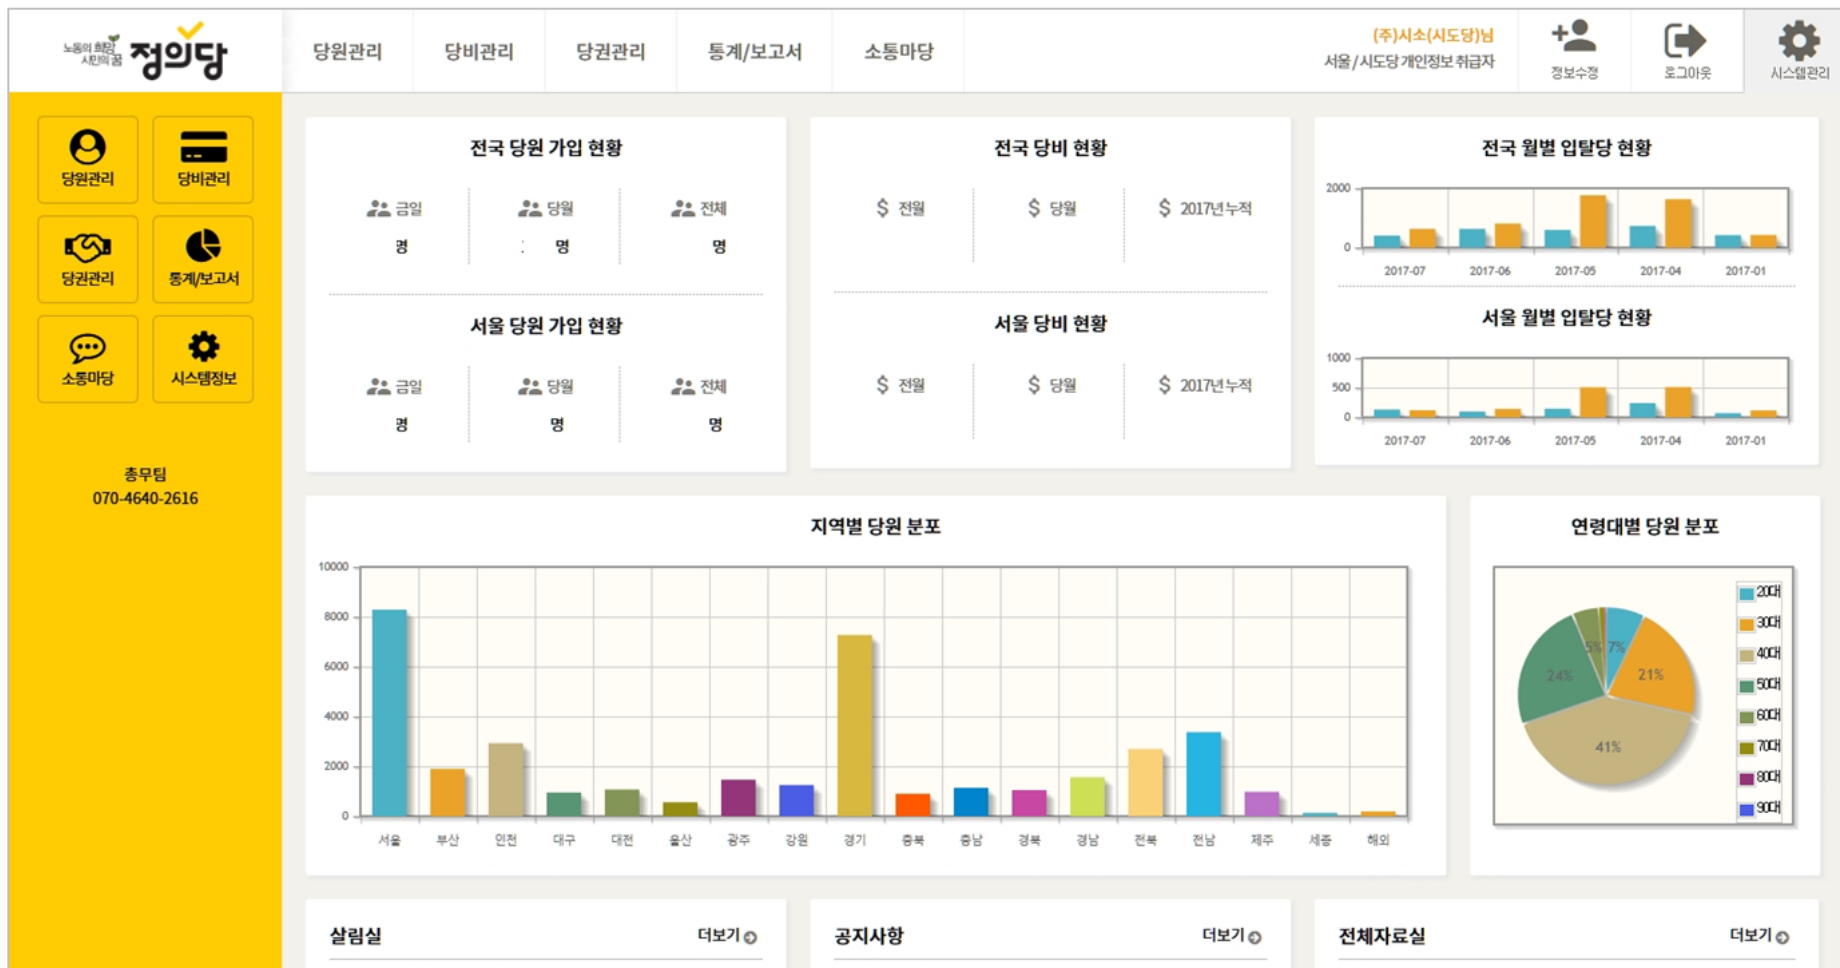 노동의 희망
시민의 꿈
정의당
당원관리
당비관리
당권관리
통계/보고서
소통마당
(주)시소(시도당)님
서울/시도당 개인정보 취급자
정보수정
로그아웃
시스템관리
당원관리
당비관리
당권관리
통계/보고서
소통마당
시스템정보
총무팀
070-4640-2616
전국 당원 가입 현황
금일 당월 전체
명 명 명
서울 당원 가입 현황
금일 당월 전체
명 명 명
전국 당비 현황
$ 전월 $ 당월 $ 2017년 누적
서울 당비 현황
$ 전월 $ 당월 $ 2017년 누적
전국 월별 입탈당 현황
2000
0
2017-07 2017-06 2017-05 2017-04 2017-01
서울 월별 입탈당 현황
1000
500
0
2017-07 2017-06 2017-05 2017-04 2017-01
지역별 당원 분포
10000
8000
6000
4000
2000
0
서울 부산 인천 대구 대전 울산 광주 강원 경기 충북 충남 경북 경남 전북 전남 제주 세종 해외
연령대별 당원 분포
5% 7%
24% 21%
41%
20대
30대
40대
50대
60대
70대
80대
90대
살림실 더보기
공지사항 더보기
전체자료실 더보기